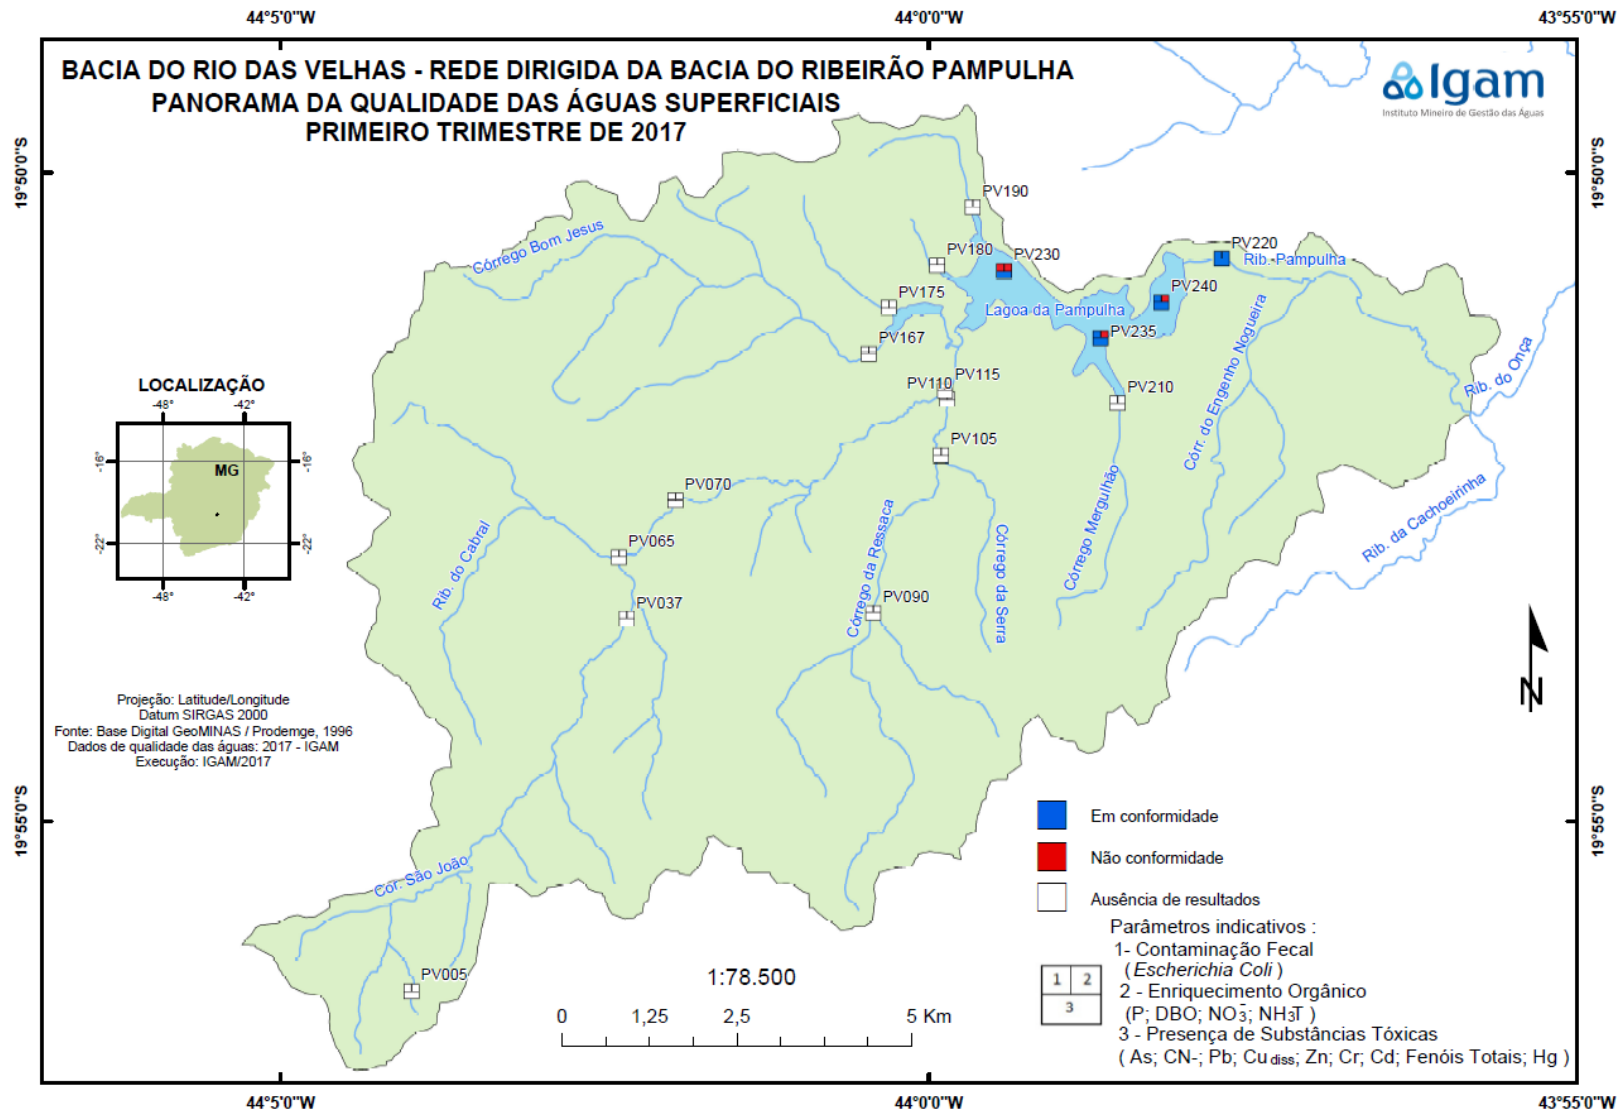 44°5'0"W
44°0'0"W
43°55'0"W
BACIA DO RIO DAS VELHAS - REDE DIRIGIDA DA BACIA DO RIBEIRÃO PAMPULHA
PANORAMA DA QUALIDADE DAS ÁGUAS SUPERFICIAIS
PRIMEIRO TRIMESTRE DE 2017
Igam
Instituto Mineiro de Gestão das Águas
19°50'0"S
19°50'0"S
PV190
Córrego Bom Jesus
PV180
PV230
PV220
Rib. Pampulha
PV240
PV175
Lagoa da Pampulha
PV235
PV167
PV115
PV110
PV210
Córr. do Engenho Nogueira
Rib. do Onça
PV105
PV070
Rib. da Cachoeirinha
Córrego Mergulhão
Córrego da Ressaca
Córrego da Serra
Rib. do Cabral
PV065
PV037
PV090
LOCALIZAÇÃO
-48°
-42°
-16°
MG
-16°
-22°
-22°
-48°
-42°
N
Projeção: Latitude/Longitude
Datum SIRGAS 2000
Fonte: Base Digital GeoMINAS / Prodemge, 1996
Dados de qualidade das águas: 2017 - IGAM
Execução: IGAM/2017
19°55'0"S
19°55'0"S
Cór. São João
PV005
1:78.500
0 1,25 2,5 5 Km
Em conformidade
Não conformidade
Ausência de resultados
Parâmetros indicativos :
1- Contaminação Fecal
( Escherichia Coli )
1 2
3
2 - Enriquecimento Orgânico
(P; DBO; NO3-; NH3T )
3 - Presença de Substâncias Tóxicas
( As; CN-; Pb; Cu diss; Zn; Cr; Cd; Fenóis Totais; Hg )
44°5'0"W
44°0'0"W
43°55'0"W